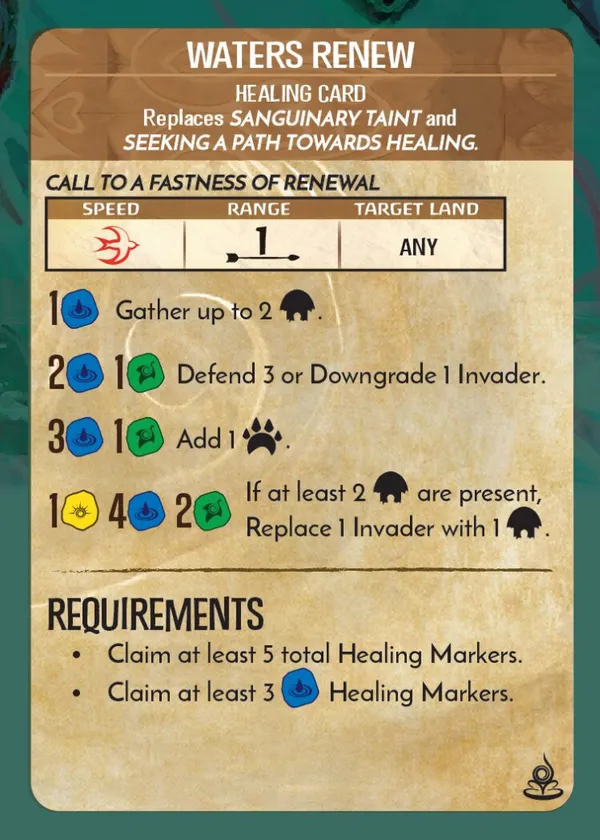 WATERS RENEW
HEALING CARD
Replaces SANGUINARY TAINT and
SEEKING A PATH TOWARDS HEALING.
CALL TO A FASTNESS OF RENEWAL
SPEED RANGE TARGET LAND
1 ANY
1 Gather up to 2 .
2 1 Defend 3 or Downgrade 1 Invader.
3 1 Add 1 .
1 4 2 If at least 2 are present,
Replace 1 Invader with 1 .
REQUIREMENTS
• Claim at least 5 total Healing Markers.
• Claim at least 3 Healing Markers.